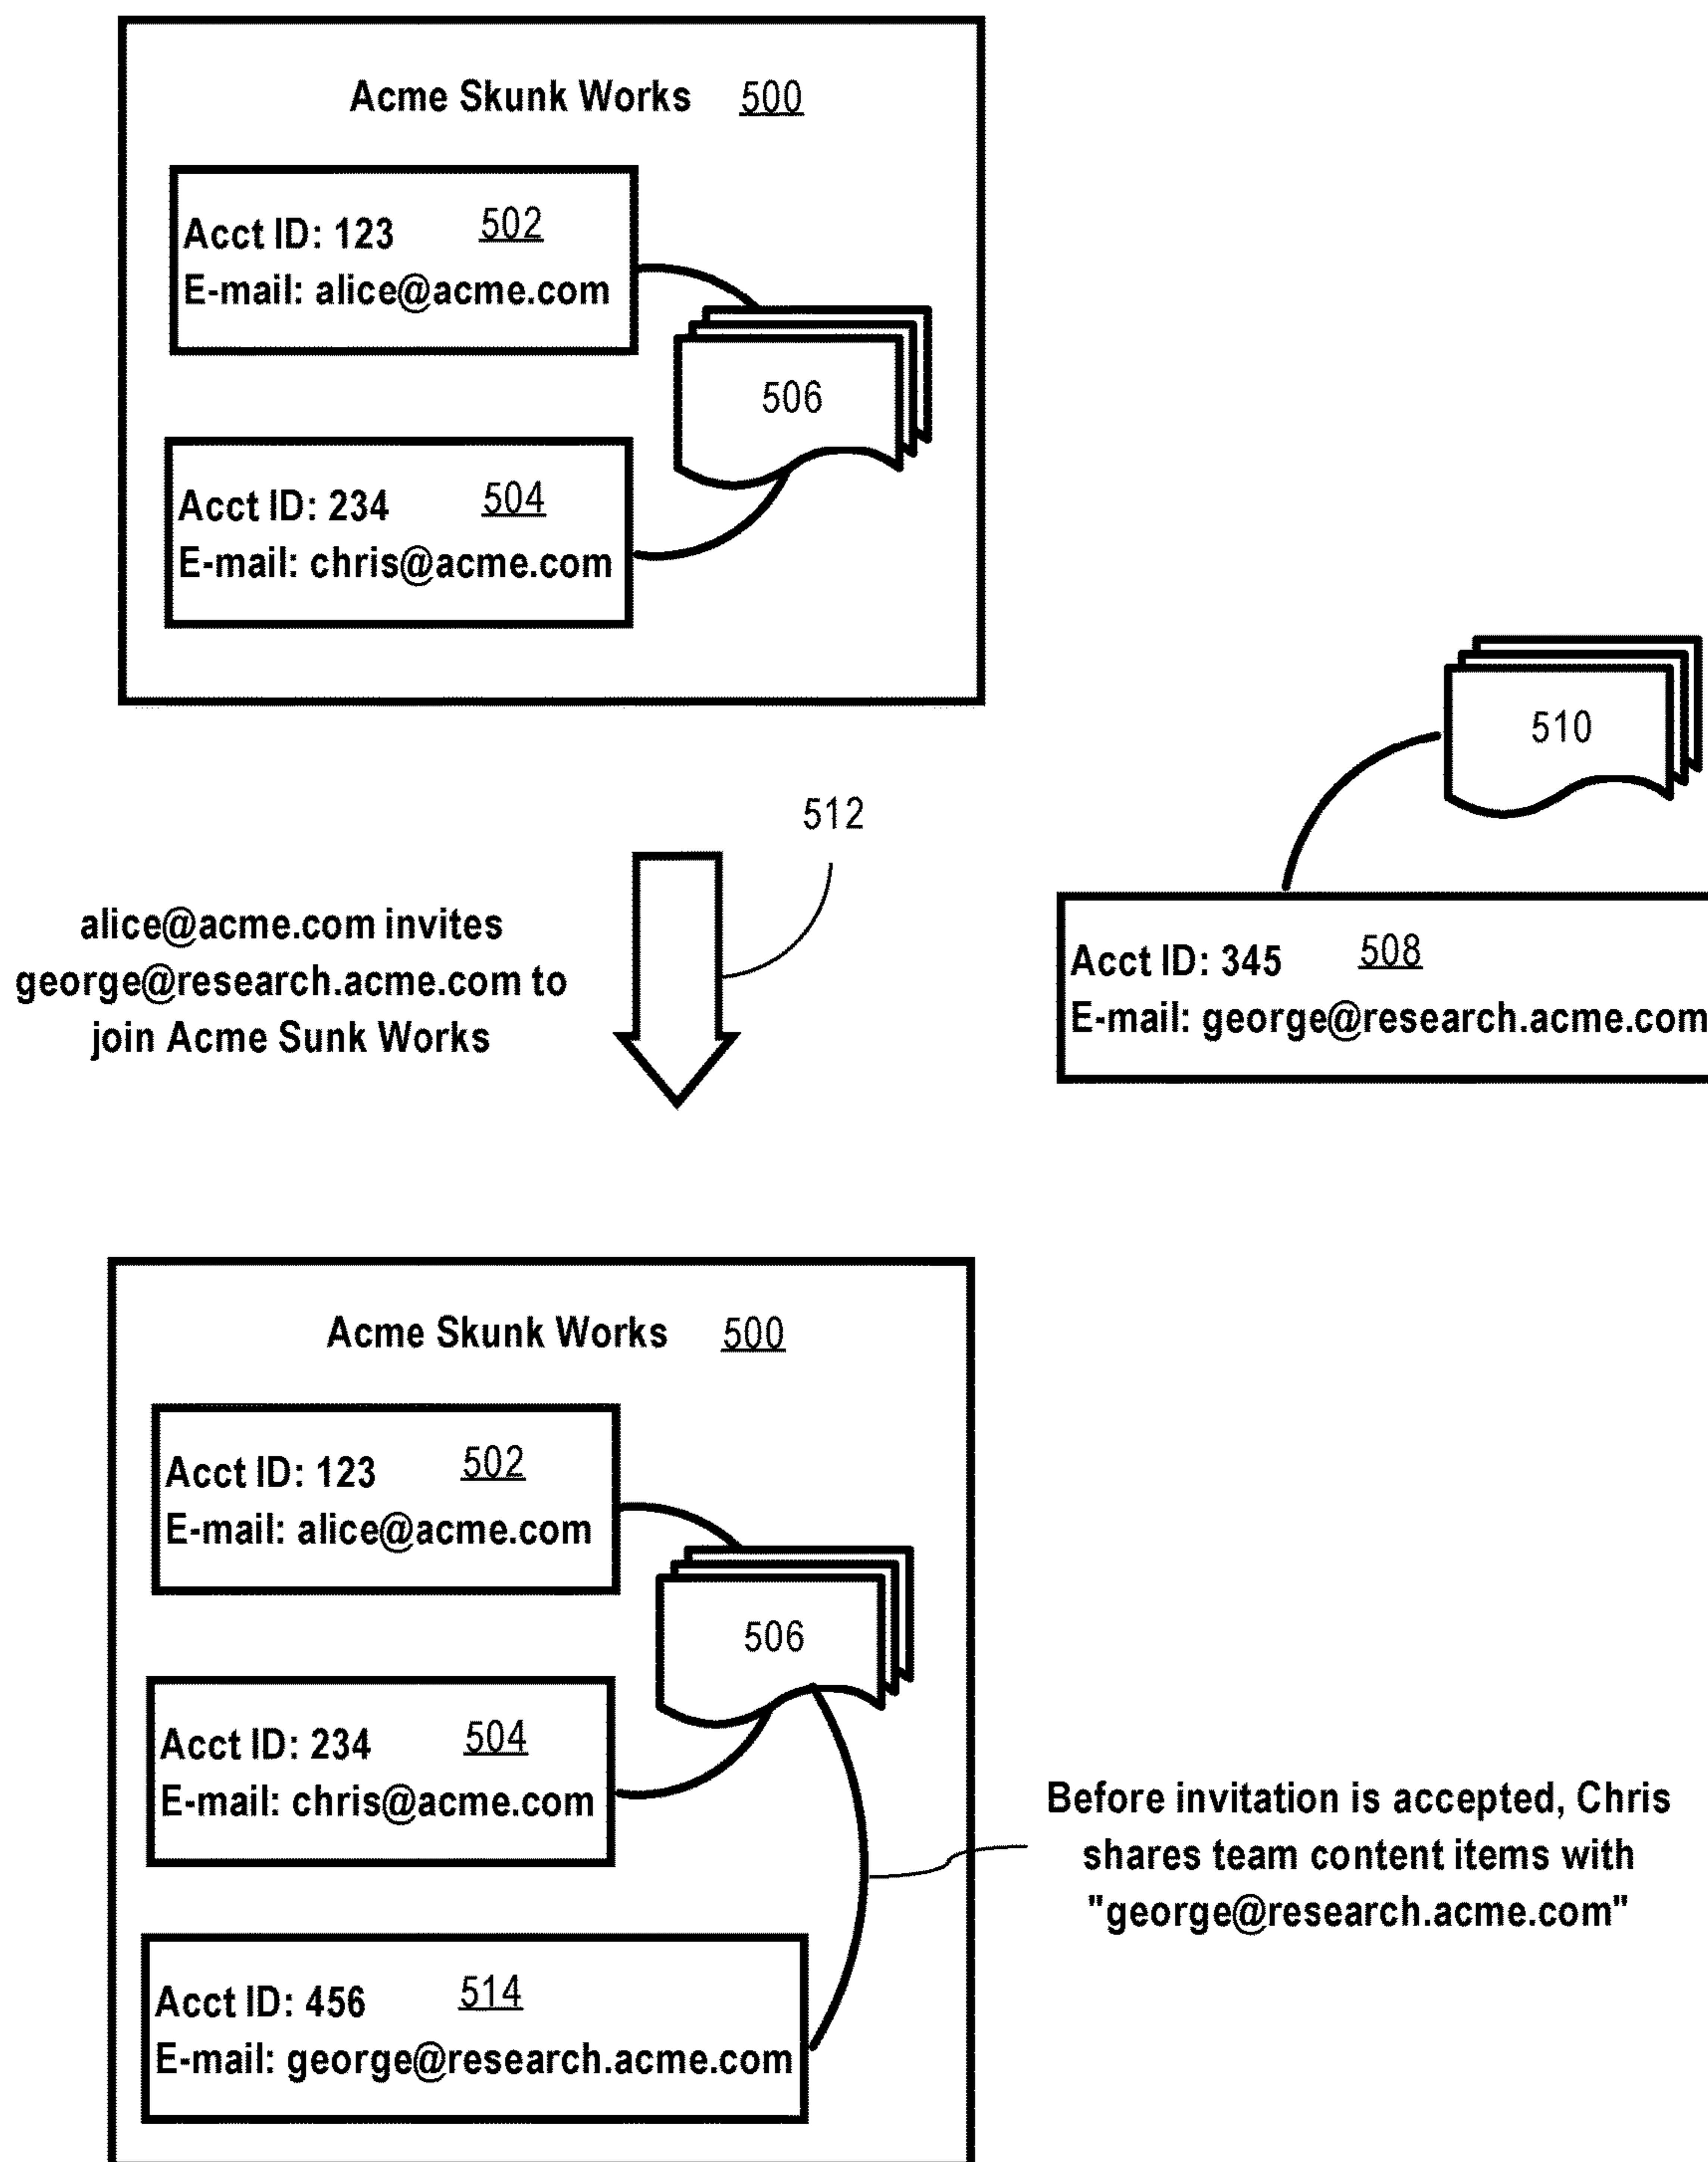 Acme Skunk Works 500
Acct ID: 123 502
E-mail: alice@acme.com
506
Acct ID: 234 504
E-mail: chris@acme.com
510
512
alice@acme.com invites
george@research.acme.com to
join Acme Sunk Works
Acct ID: 345 508
E-mail: george@research.acme.com
Acme Skunk Works 500
Acct ID: 123 502
E-mail: alice@acme.com
506
Acct ID: 234 504
E-mail: chris@acme.com
Before invitation is accepted, Chris
shares team content items with
"george@research.acme.com"
Acct ID: 456 514
E-mail: george@research.acme.com